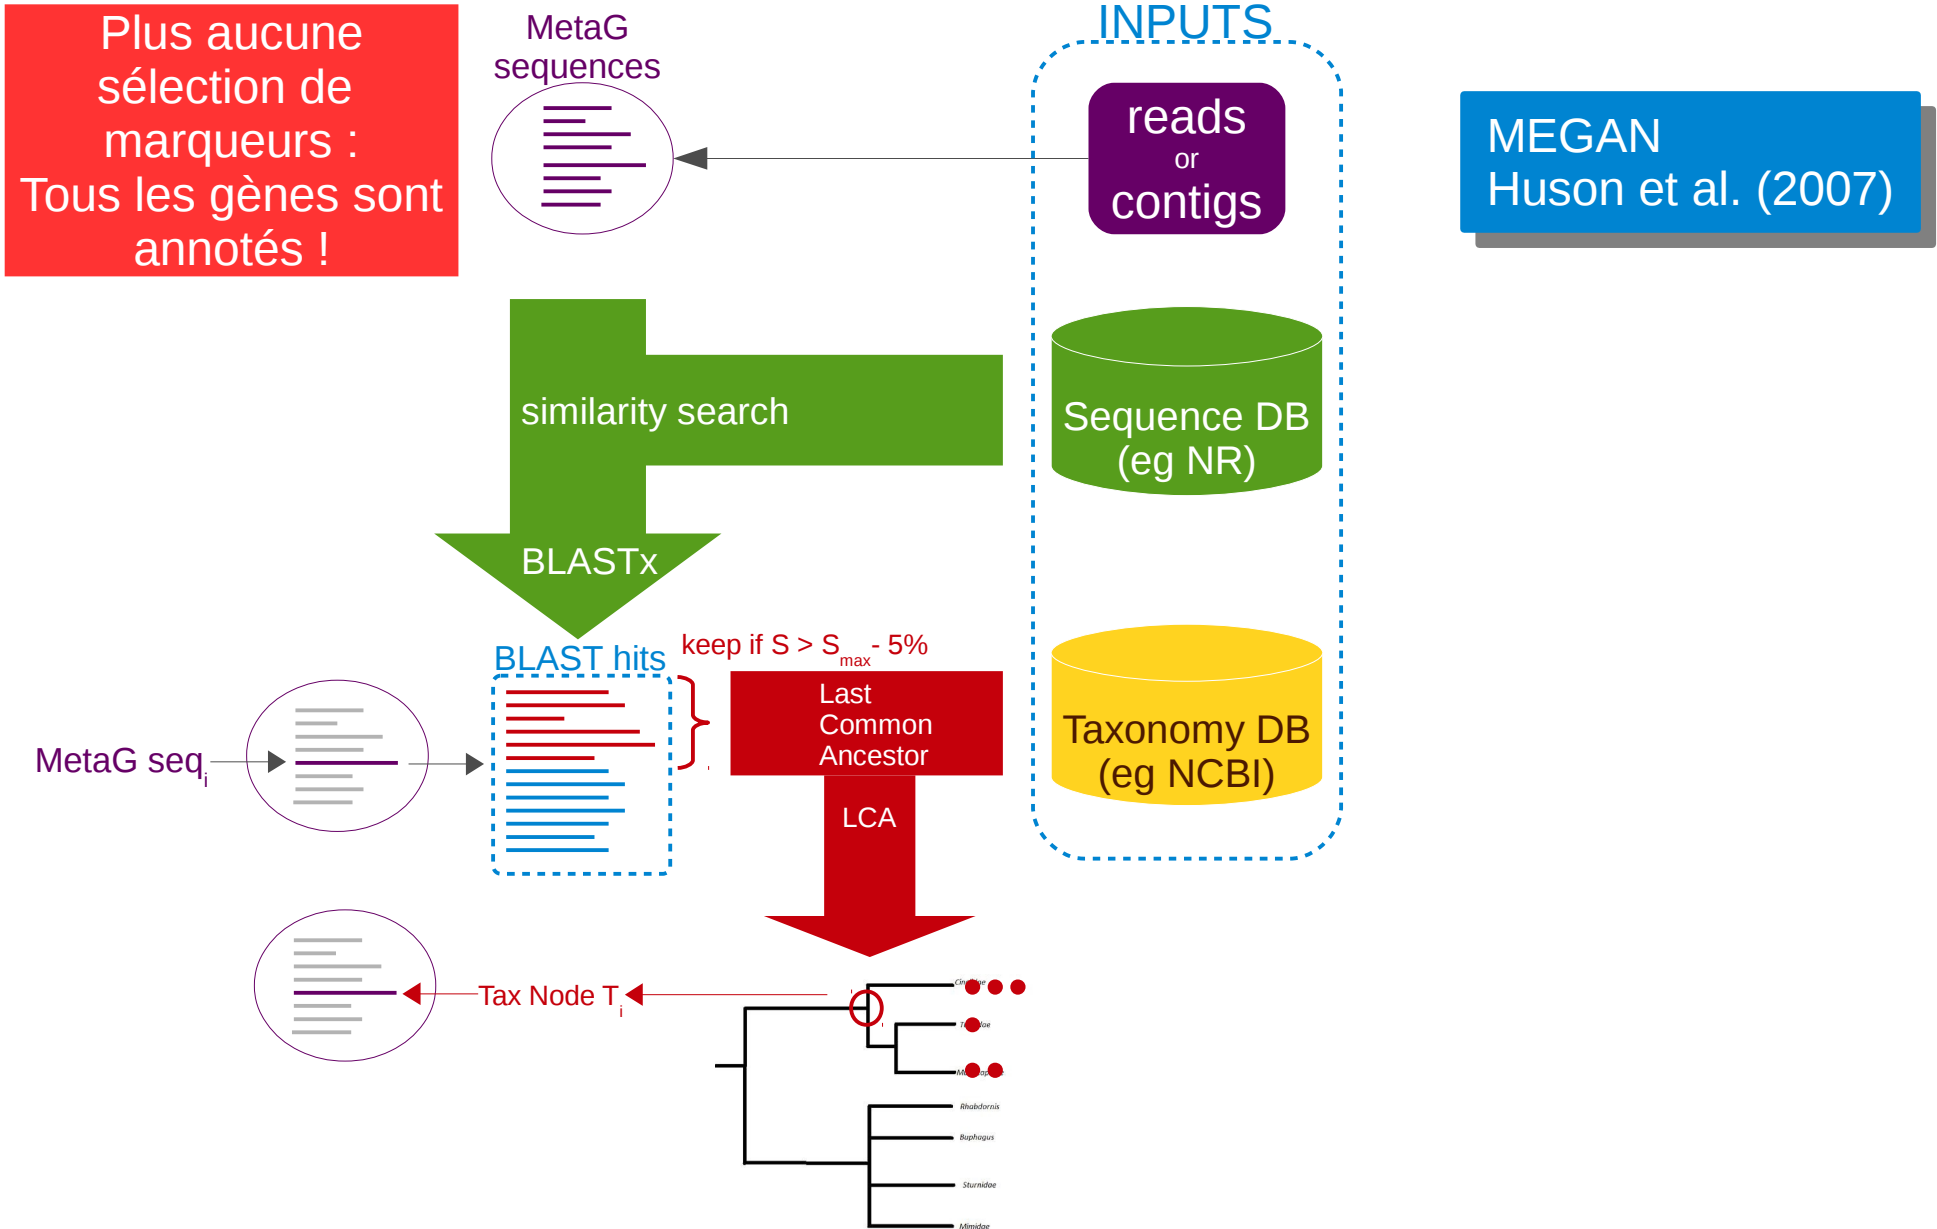 Plus aucune
sélection de
marqueurs :
Tous les gènes sont
annotés !
MetaG
sequences
INPUTS
reads
or
contigs
MEGAN
Huson et al. (2007)
similarity search
Sequence DB
(eg NR)
BLASTx
BLAST hits
keep if S > Smax- 5%
Last
Common
Ancestor
Taxonomy DB
(eg NCBI)
MetaG seqi
LCA
Tax Node Ti
Rhabdornis
Buphagus
Sturnidae
Mimidae